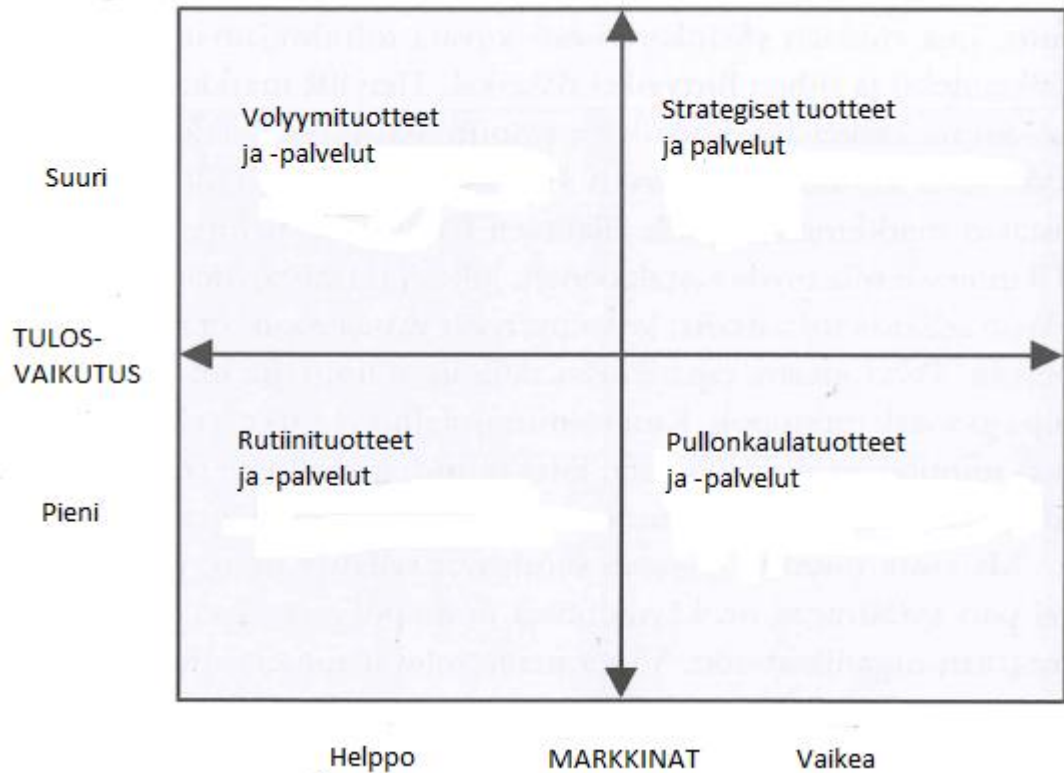 Volyymituotteet
ja -palvelut
Strategiset tuotteet
ja palvelut
Suuri
TULOS-
VAIKUTUS
Rutiinituotteet
ja -palvelut
Pullonkaulatuotteet
ja -palvelut
Pieni
Helppo
MARKKINAT
Vaikea